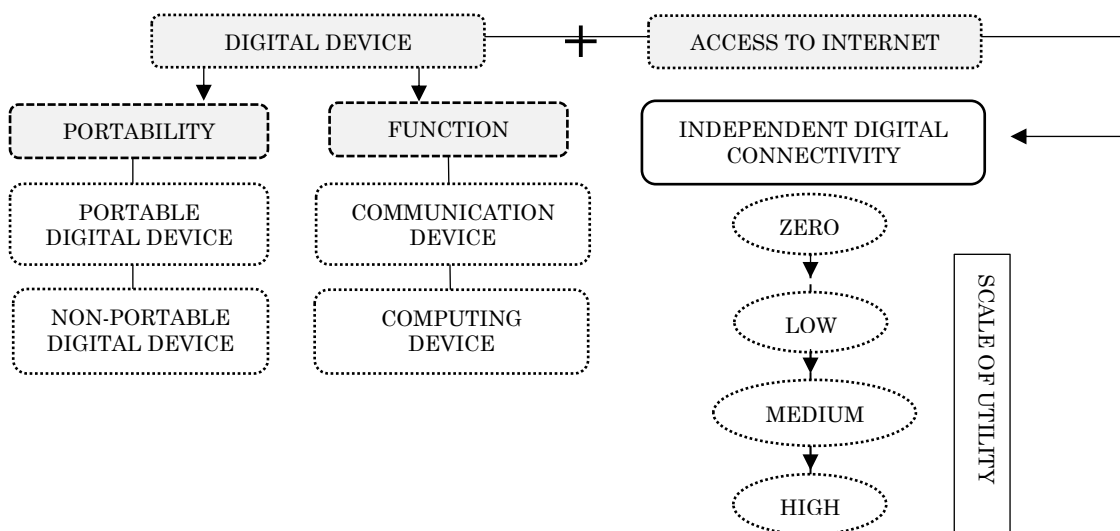 DIGITAL DEVICE
+
ACCESS TO INTERNET
PORTABILITY
FUNCTION
INDEPENDENT DIGITAL
CONNECTIVITY
PORTABLE
DIGITAL DEVICE
COMMUNICATION
DEVICE
NON-PORTABLE
DIGITAL DEVICE
COMPUTING
DEVICE
ZERO
LOW
MEDIUM
HIGH
SCALE OF UTILITY